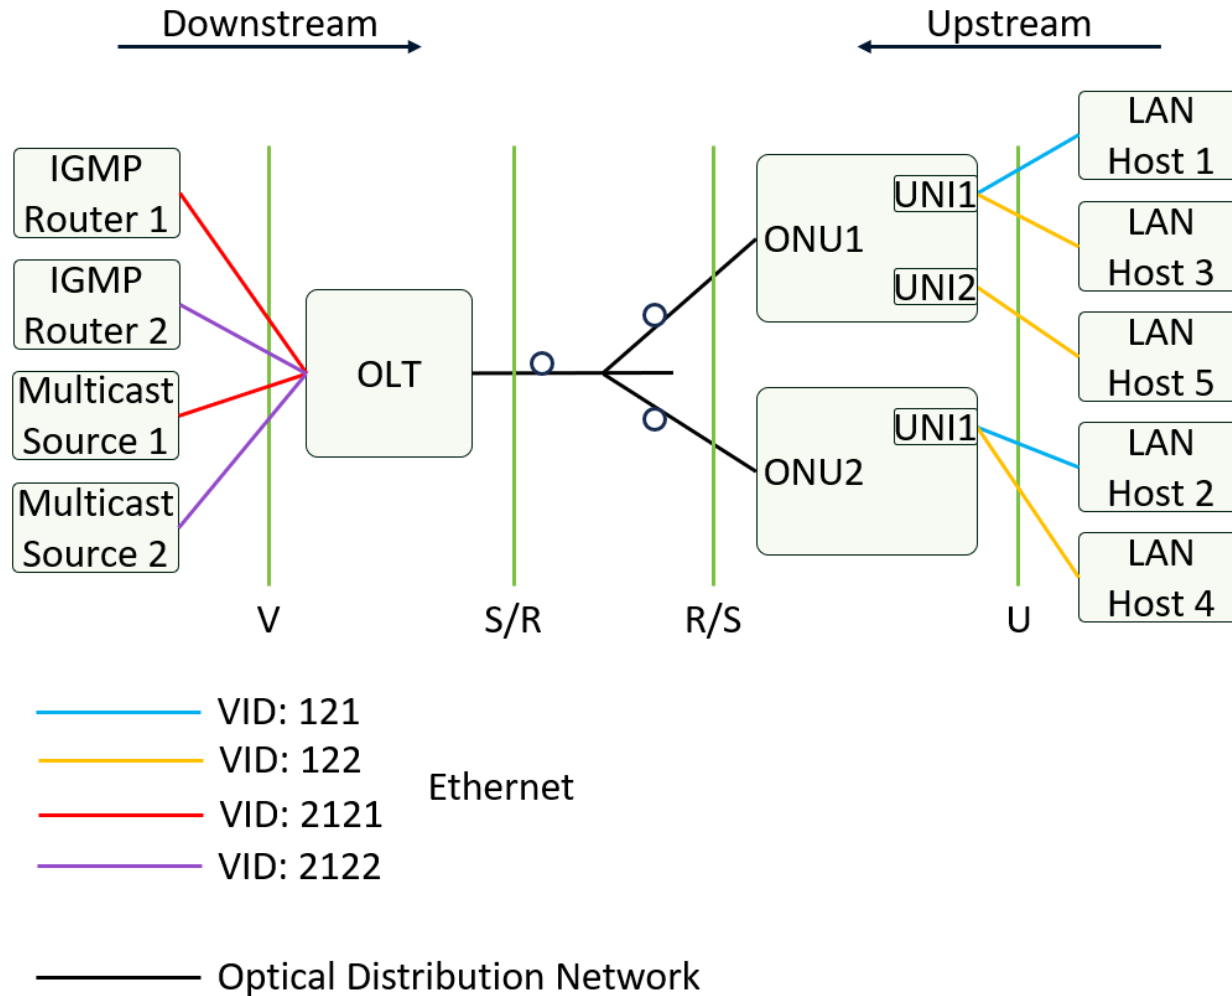 Downstream
Upstream
IGMP
Router 1
IGMP
Router 2
Multicast
Source 1
Multicast
Source 2
OLT
ONU1
UNI1
UNI2
ONU2
UNI1
LAN
Host 1
LAN
Host 3
LAN
Host 5
LAN
Host 2
LAN
Host 4
V
S/R
R/S
U
VID: 121
VID: 122
VID: 2121
VID: 2122
Ethernet
Optical Distribution Network